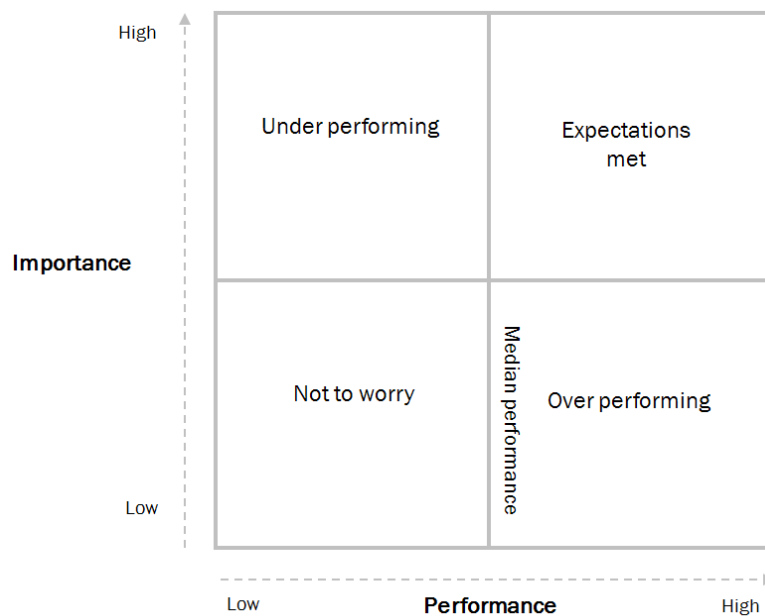 High
Under performing
Expectations
met
Importance
Not to worry
Median performance
Over performing
Low
Low
Performance
High